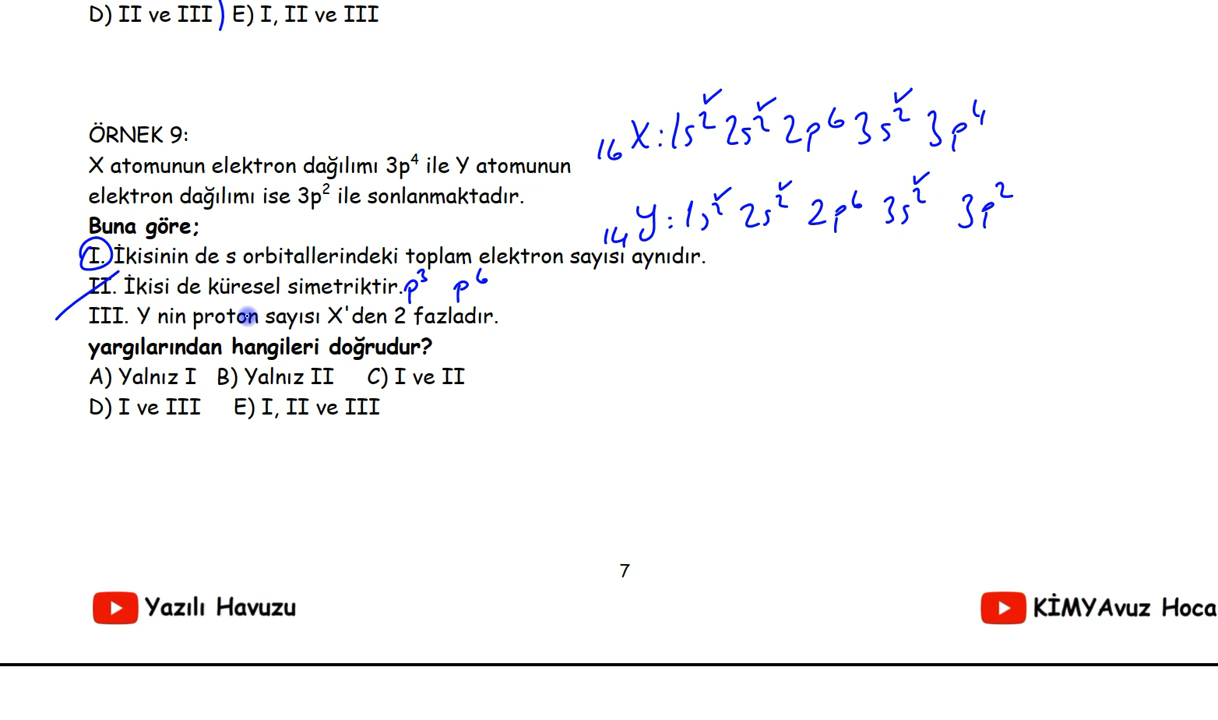 D) II ve III) E) I, II ve III
ÖRNEK 9:
X atomunun elektron dağılımı 3p⁴ ile Y atomunun
elektron dağılımı ise 3p² ile sonlanmaktadır.
Buna göre;
I. İkisinin de s orbitallerindeki toplam elektron sayısı aynıdır.
II. İkisi de küresel simetriktir. p³ p⁶
III. Y nin proton sayısı X'den 2 fazladır.
yargılarından hangileri doğrudur?
A) Yalnız I B) Yalnız II C) I ve II
D) I ve III E) I, II ve III
₁₆X: 1s² 2s² 2p⁶ 3s² 3p⁴
₁₄Y: 1s² 2s² 2p⁶ 3s² 3p²
7
Yazılı Havuzu
KİMYAvuz Hoca